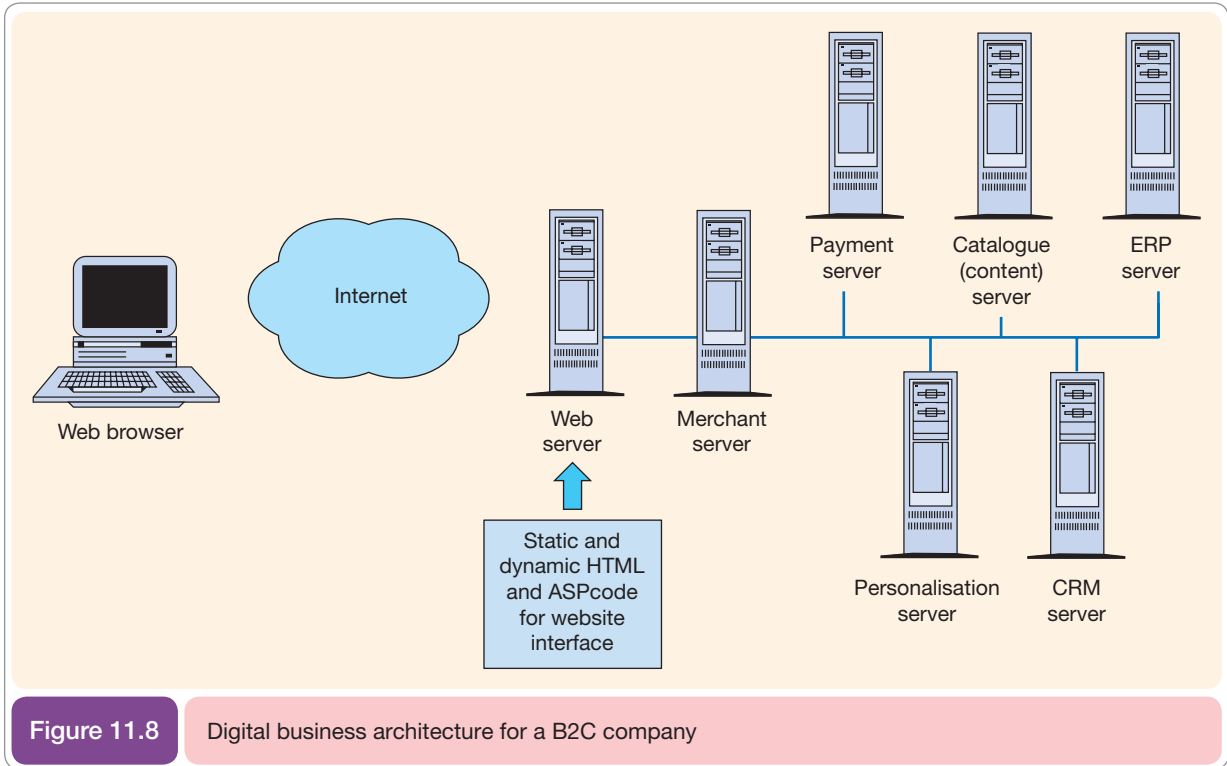 Payment
server
Catalogue
(content)
server
ERP
server
Internet
Web browser
Web
server
Merchant
server
Static and
dynamic HTML
and ASPcode
for website
interface
Personalisation
server
CRM
server
Figure 11.8
Digital business architecture for a B2C company